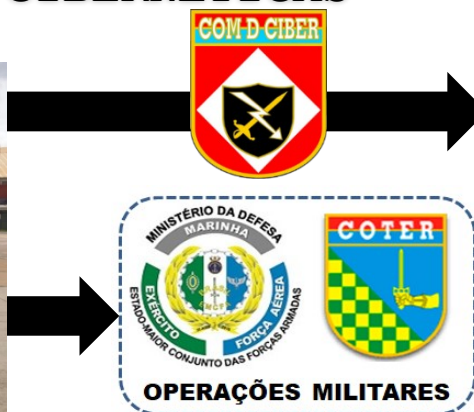 COM D CIBER
MINISTÉRIO DA DEFESA
MARINHA
EXÉRCITO
FORÇA AÉREA
ESTADO-MAIOR CONJUNTO DAS FORÇAS ARMADAS
COTER
OPERAÇÕES MILITARES